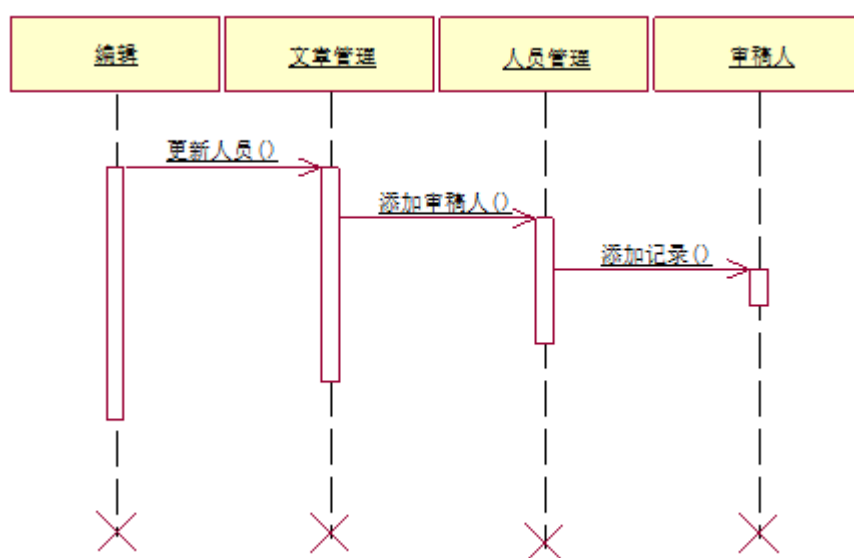 编辑
文章管理
人员管理
审稿人
更新人员()
添加审稿人()
添加记录()